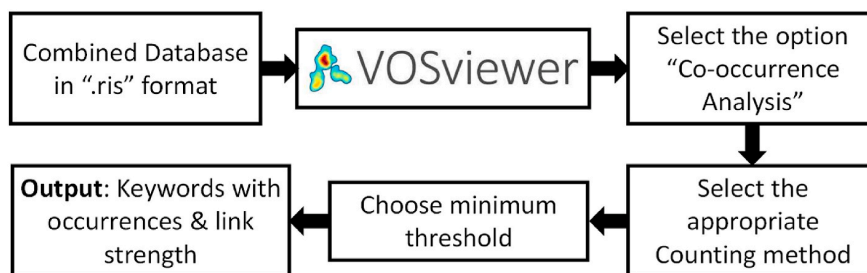 Combined Database
in ".ris" format
VOSviewer
Select the option
“Co-occurrence
Analysis”
Select the
appropriate
Counting method
Choose minimum
threshold
Output: Keywords with
occurrences & link
strength